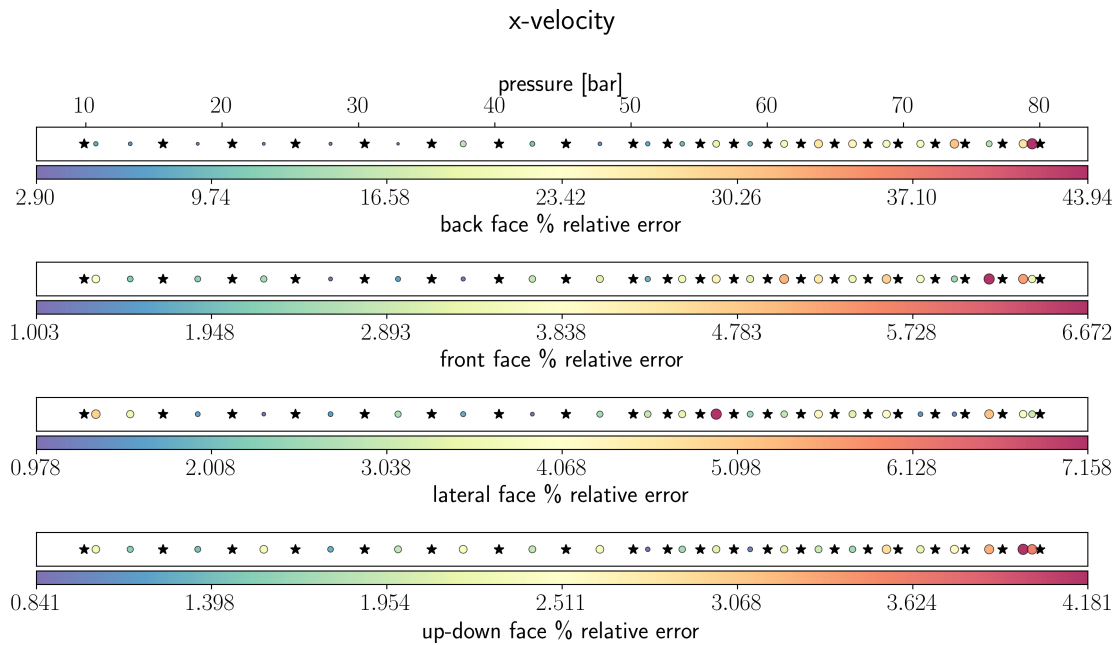 x-velocity
pressure [bar]
10 20 30 40 50 60 70 80
2.90 9.74 16.58 23.42 30.26 37.10 43.94
back face % relative error
1.003 1.948 2.893 3.838 4.783 5.728 6.672
front face % relative error
0.978 2.008 3.038 4.068 5.098 6.128 7.158
lateral face % relative error
0.841 1.398 1.954 2.511 3.068 3.624 4.181
up-down face % relative error